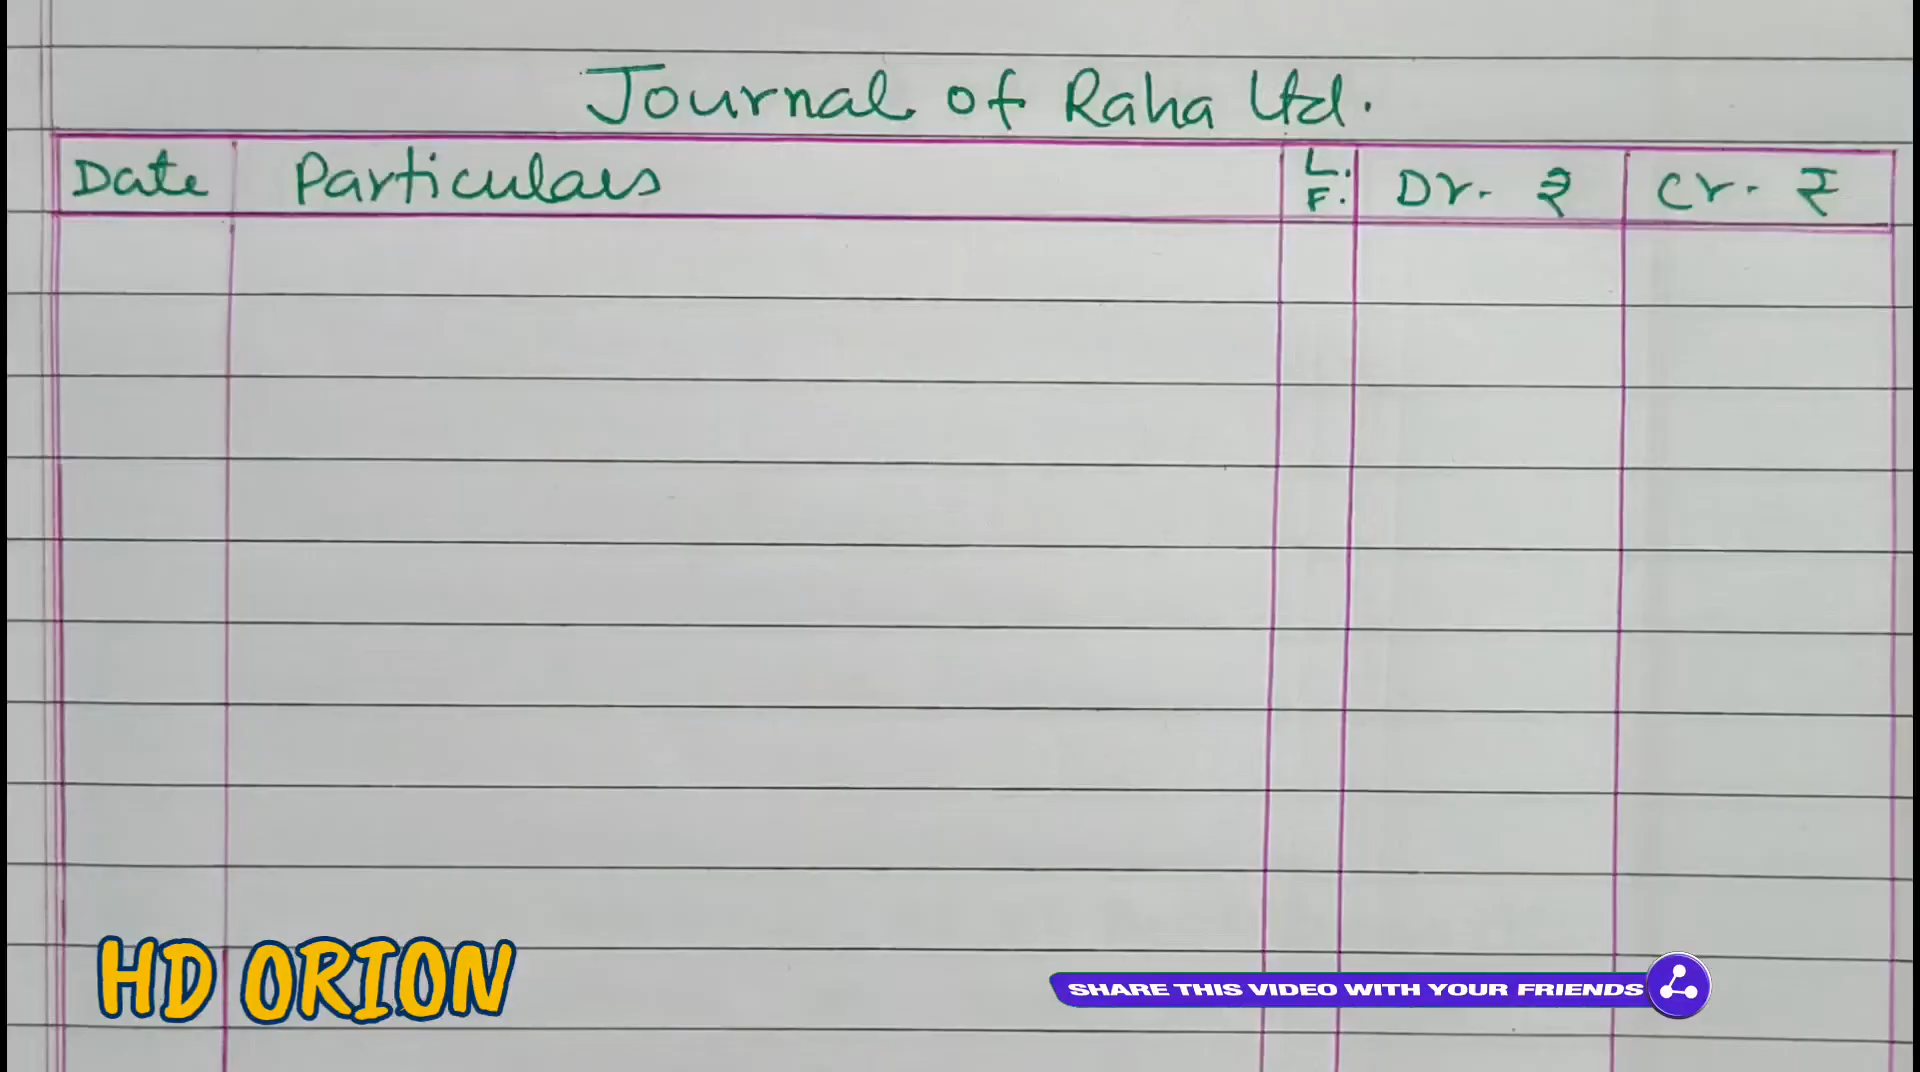 Journal of Raha Ltd.
Date Particulars L.F. Dr. ₹ Cr. ₹
HD ORION
SHARE THIS VIDEO WITH YOUR FRIENDS